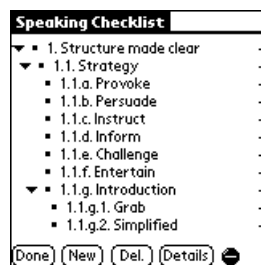 Speaking Checklist
1. Structure made clear
1.1. Strategy
1.1.a. Provoke
1.1.b. Persuade
1.1.c. Instruct
1.1.d. Inform
1.1.e. Challenge
1.1.f. Entertain
1.1.g. Introduction
1.1.g.1. Grab
1.1.g.2. Simplified
Done New Del. Details